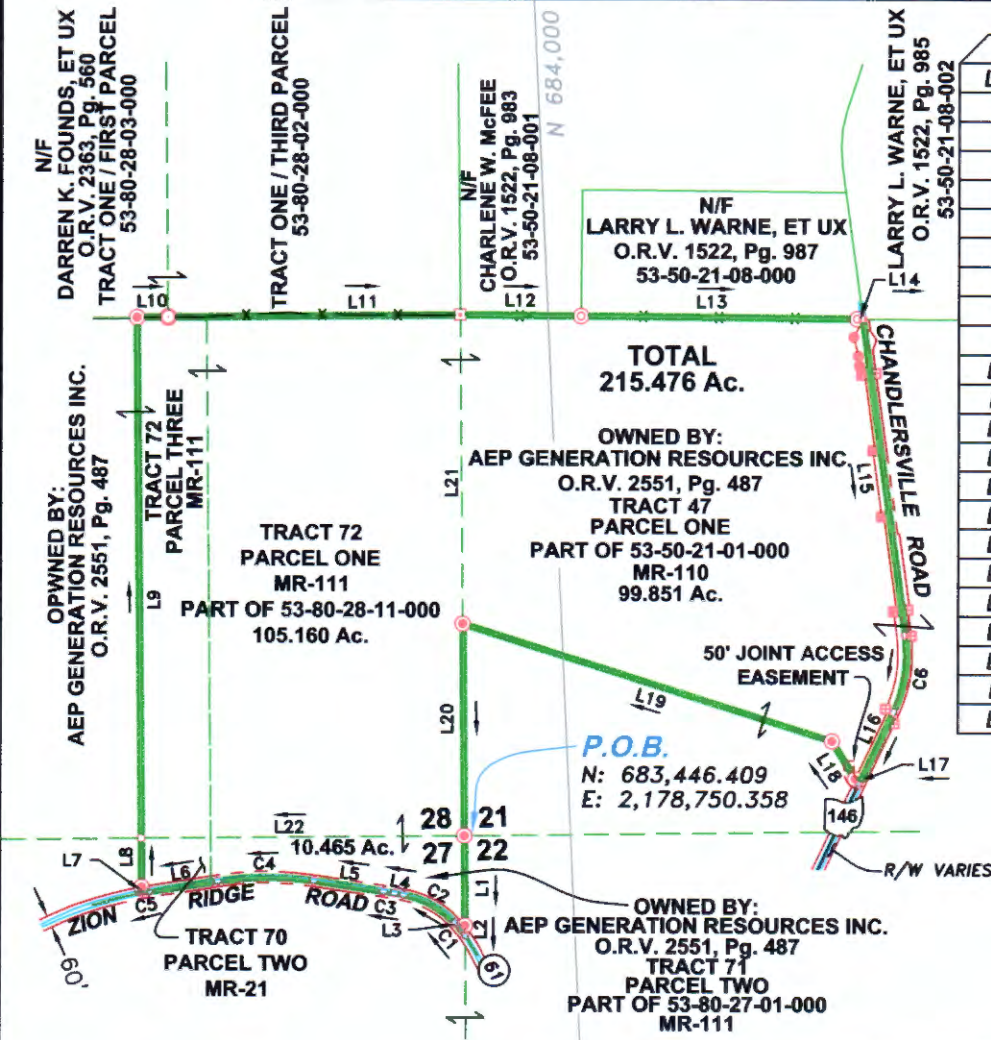 N/F
DARREN K. FOUNDS, ET UX
O.R.V. 2363, Pg. 560
TRACT ONE / FIRST PARCEL
53-80-28-03-000
TRACT ONE / THIRD PARCEL
53-80-28-02-000
N/F
CHARLENE W. McFEE
O.R.V. 1522, Pg. 983
53-50-21-08-001
N 684,000
N/F
LARRY L. WARNE, ET UX
O.R.V. 1522, Pg. 987
53-50-21-08-000
LARRY L. WARNE, ET UX
O.R.V. 1522, Pg. 985
53-50-21-08-002
L10
L11
L12
L13
L14
TOTAL
215.476 Ac.
CHANDLERSVILLE ROAD
OPWNED BY:
AEP GENERATION RESOURCES INC.
O.R.V. 2551, Pg. 487
L9
TRACT 72
PARCEL THREE
MR-111
TRACT 72
PARCEL ONE
MR-111
PART OF 53-80-28-11-000
105.160 Ac.
L21
OWNED BY:
AEP GENERATION RESOURCES INC.
O.R.V. 2551, Pg. 487
TRACT 47
PARCEL ONE
PART OF 53-50-21-01-000
MR-110
99.851 Ac.
L15
50' JOINT ACCESS
EASEMENT
C6
L16
L17
L18
L19
L20
P.O.B.
N: 683,446.409
E: 2,178,750.358
146
R/W VARIES
28 21
27 22
L22
10.465 Ac.
L7
L8
L6
C4
L5
L4
C2
C3
L3
C1
L1
L2
C5
ZION RIDGE ROAD
60'
61
TRACT 70
PARCEL TWO
MR-21
OWNED BY:
AEP GENERATION RESOURCES INC.
O.R.V. 2551, Pg. 487
TRACT 71
PARCEL TWO
PART OF 53-80-27-01-000
MR-111